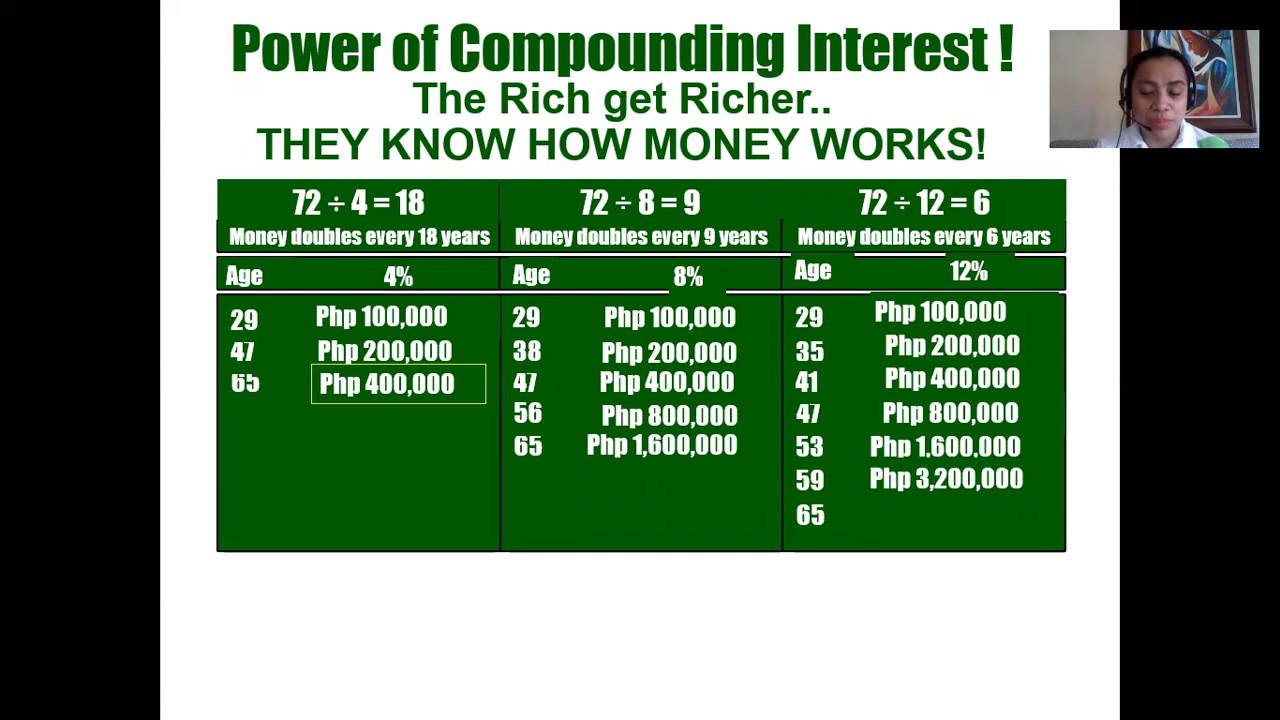 Power of Compounding Interest !
The Rich get Richer..
THEY KNOW HOW MONEY WORKS!
72 ÷ 4 = 18
Money doubles every 18 years
Age 4%
29 Php 100,000
47 Php 200,000
65 Php 400,000
72 ÷ 8 = 9
Money doubles every 9 years
Age 8%
29 Php 100,000
38 Php 200,000
47 Php 400,000
56 Php 800,000
65 Php 1,600,000
72 ÷ 12 = 6
Money doubles every 6 years
Age 12%
29 Php 100,000
35 Php 200,000
41 Php 400,000
47 Php 800,000
53 Php 1,600,000
59 Php 3,200,000
65